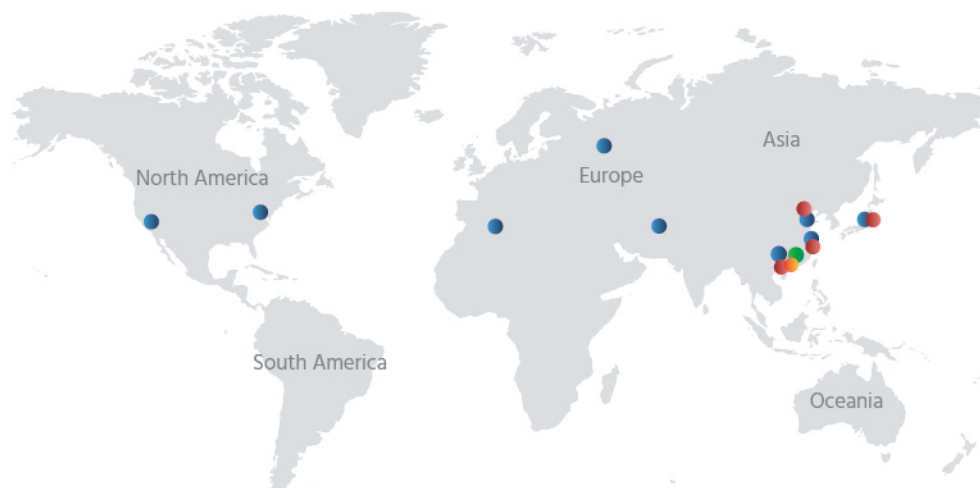 Asia
North America
Europe
South America
Oceania